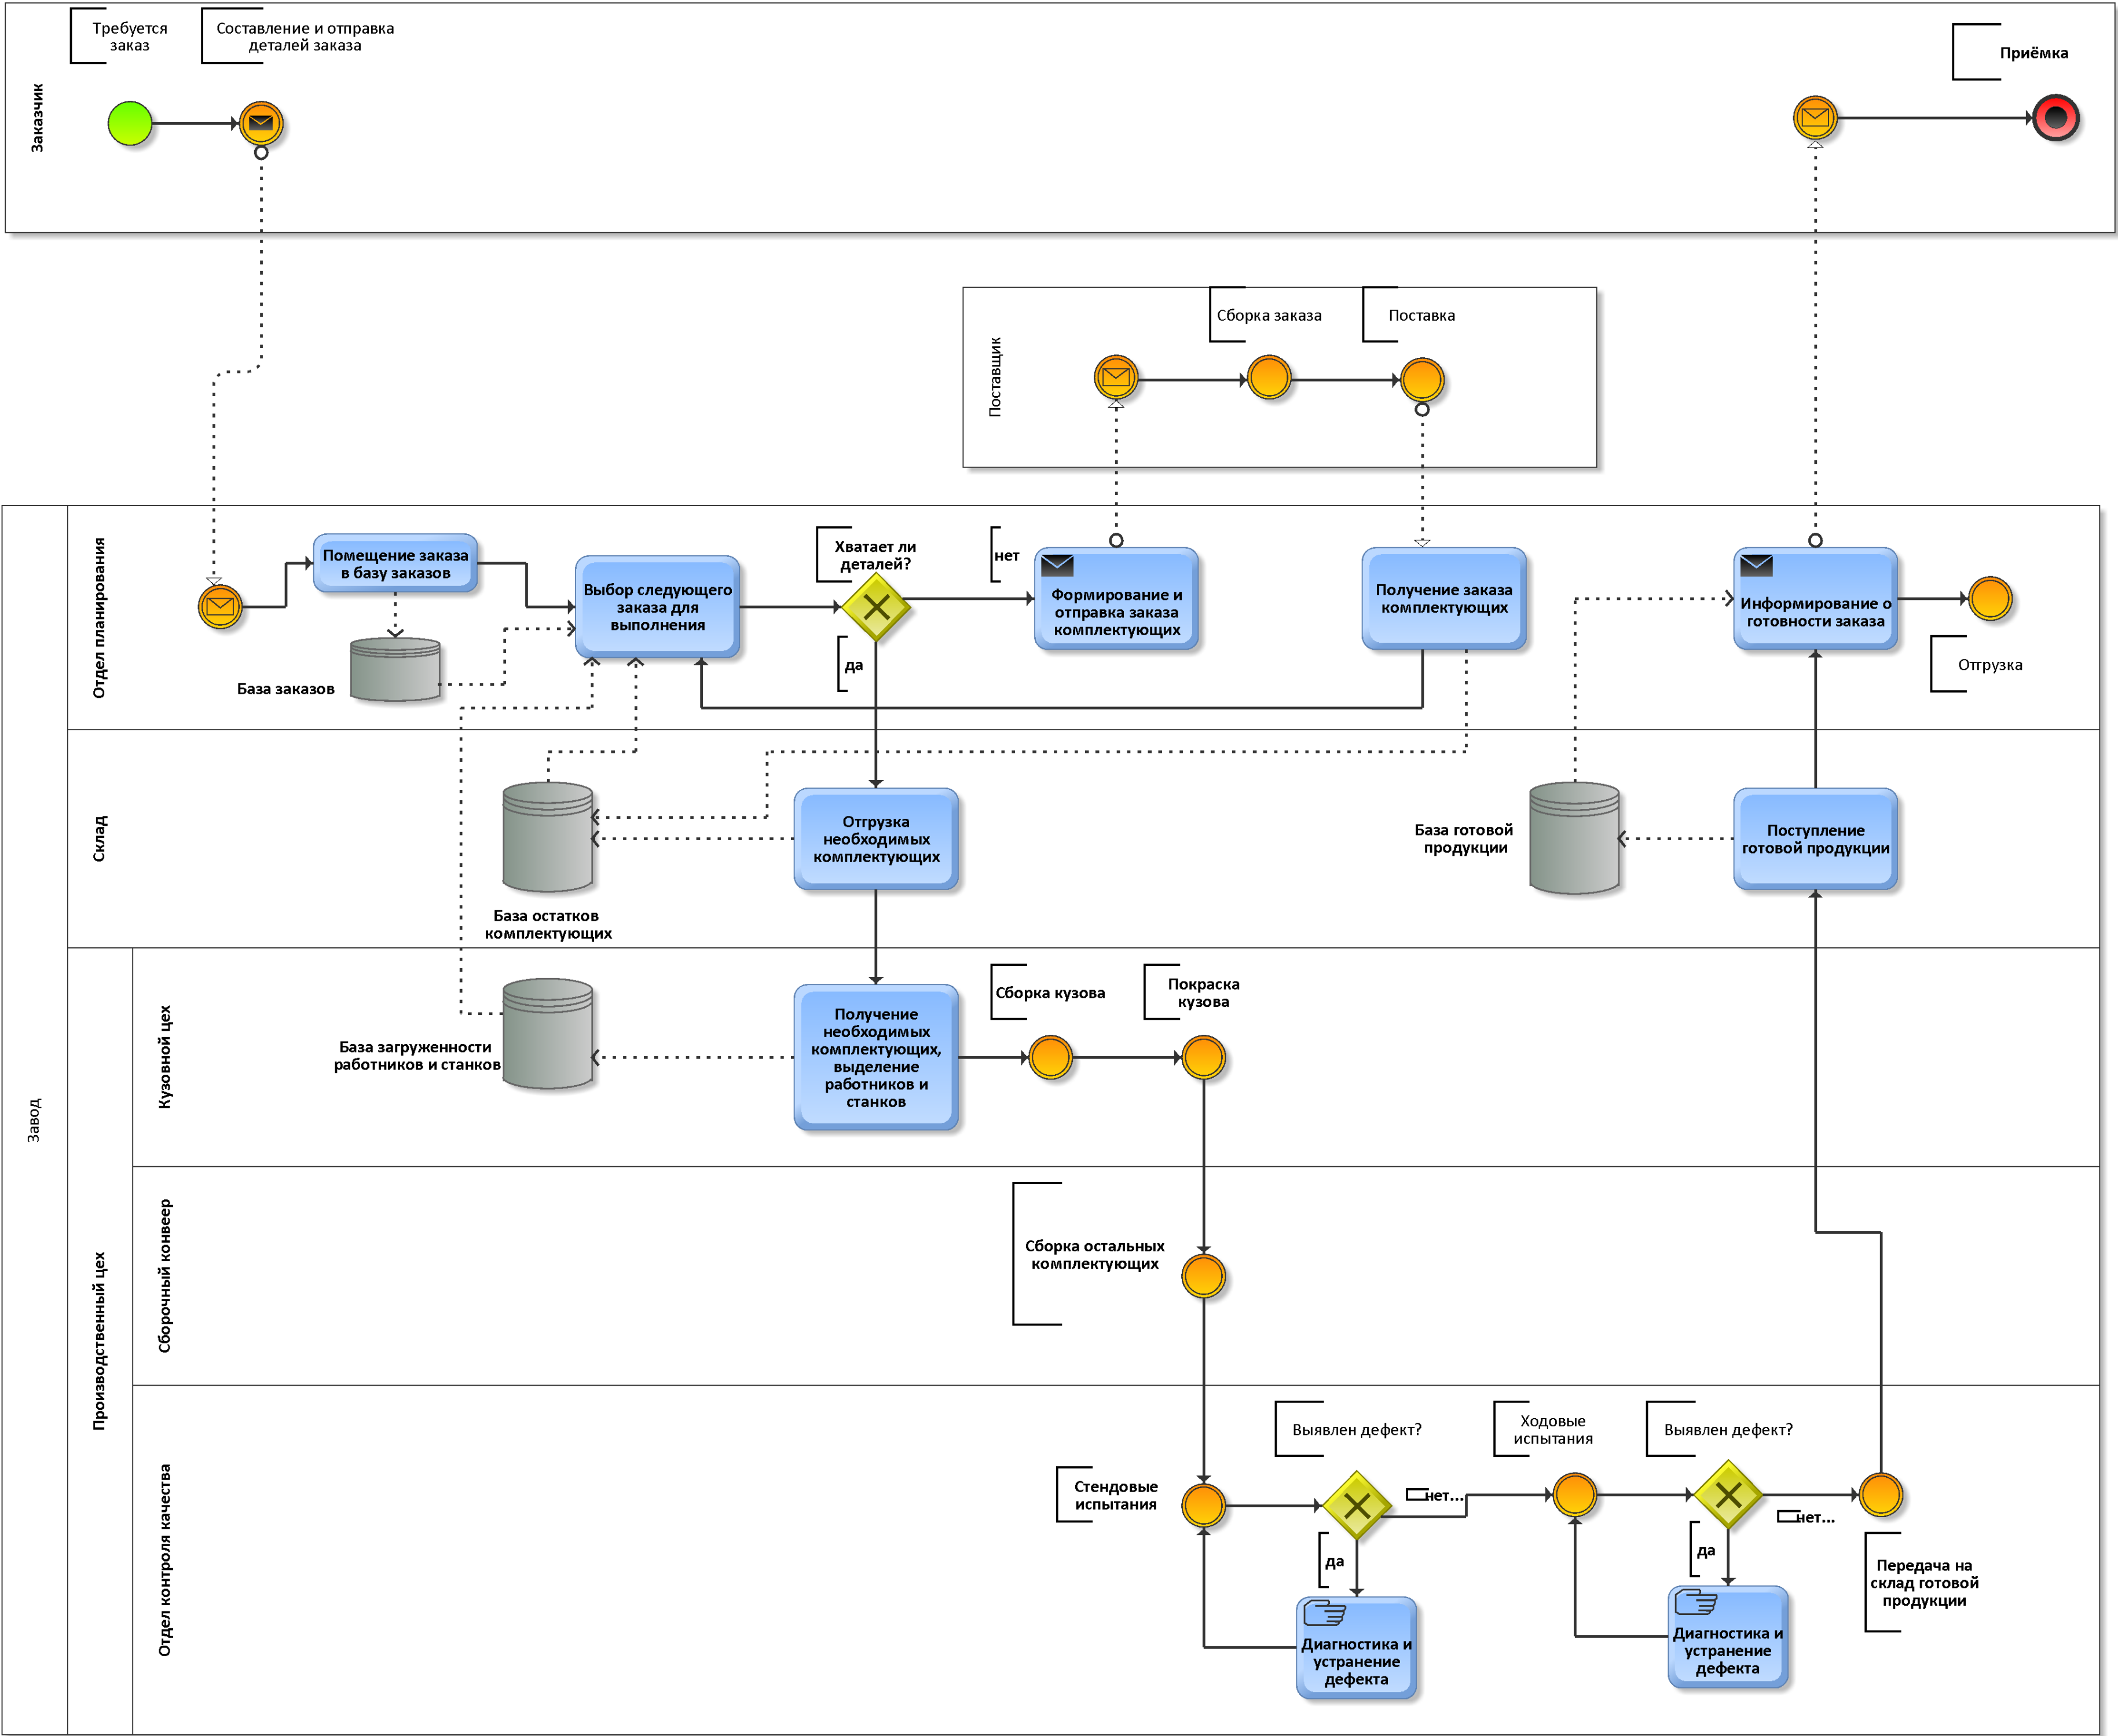 Требуется
заказ
Составление и отправка
деталей заказа
Приёмка
Заказчик
Сборка заказа
Поставка
Поставщик
Завод
Отдел планирования
Помещение заказа
в базу заказов
База заказов
Выбор следующего
заказа для
выполнения
Хватает ли
деталей?
нет
да
Формирование и
отправка заказа
комплектующих
Получение заказа
комплектующих
Информирование о
готовности заказа
Отгрузка
Склад
База остатков
комплектующих
Отгрузка
необходимых
комплектующих
База готовой
продукции
Поступление
готовой продукции
Производственный цех
Кузовной цех
База загруженности
работников и станков
Получение
необходимых
комплектующих,
выделение
работников и
станков
Сборка кузова
Покраска
кузова
Сборочный конвеер
Сборка остальных
комплектующих
Отдел контроля качества
Стендовые
испытания
Выявлен дефект?
нет...
да
Диагностика и
устранение
дефекта
Ходовые
испытания
Выявлен дефект?
нет...
да
Диагностика и
устранение
дефекта
Передача на
склад готовой
продукции